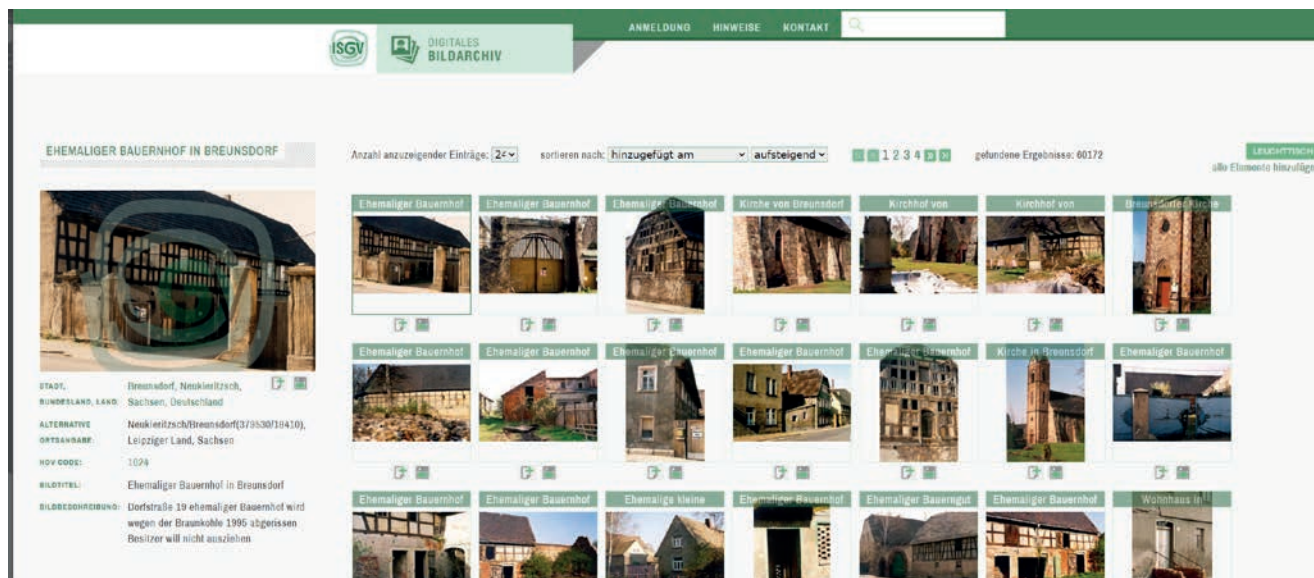 ANMELDUNG HINWEISE KONTAKT
ISGV
DIGITALES
BILDARCHIV
EHEMALIGER BAUERNHOF IN BREUNSDORF
Anzahl anzuzeigender Einträge: 24 sortieren nach: hinzugefügt am aufsteigend 1 2 3 4 gefundene Ergebnisse: 60172
LEUCHTTISCH
alle Elemente hinzufüge
Ehemaliger Bauernhof Ehemaliger Bauernhof Ehemaliger Bauernhof Kirche von Breunsdorf Kirchhof von Kirchhof von Breunsdorfer Kirche
Ehemaliger Bauernhof Ehemaliger Bauernhof Ehemaliger Bauernhof Ehemaliger Bauernhof Ehemaliger Bauernhof Kirche in Breunsdorf Ehemaliger Bauernhof
STADT, Breunsdorf, Neukieritzsch,
BUNDESLAND, LAND: Sachsen, Deutschland
ALTERNATIVE Neukieritzsch/Breunsdorf(379530/18410),
ORTSANGABE: Leipziger Land, Sachsen
HOV CODE: 1024
BILDTITEL: Ehemaliger Bauernhof in Breunsdorf
BILDBESCHREIBUNG: Dorfstraße 19 ehemaliger Bauernhof wird
wegen der Braunkohle 1995 abgerissen
Besitzer will nicht ausziehen
Ehemaliger Bauernhof Ehemaliger Bauernhof Ehemalige kleine Ehemaliger Bauernhof Ehemaliger Bauerngut Ehemaliger Bauernhof Wohnhaus in